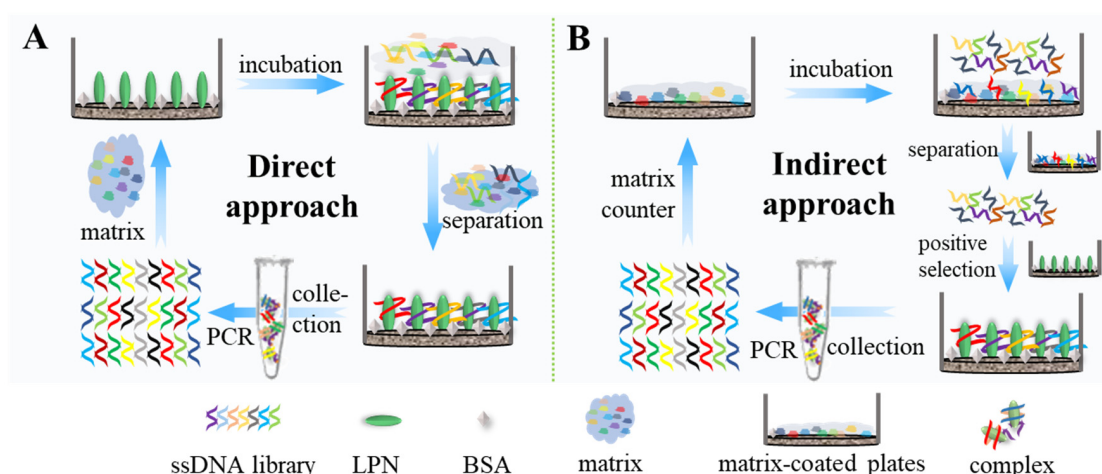 A
incubation
Direct
approach
matrix
separation
colle-
ction
PCR
B
incubation
separation
Indirect
approach
matrix
counter
positive
selection
PCR
collection
ssDNA library
LPN
BSA
matrix
matrix-coated plates
complex